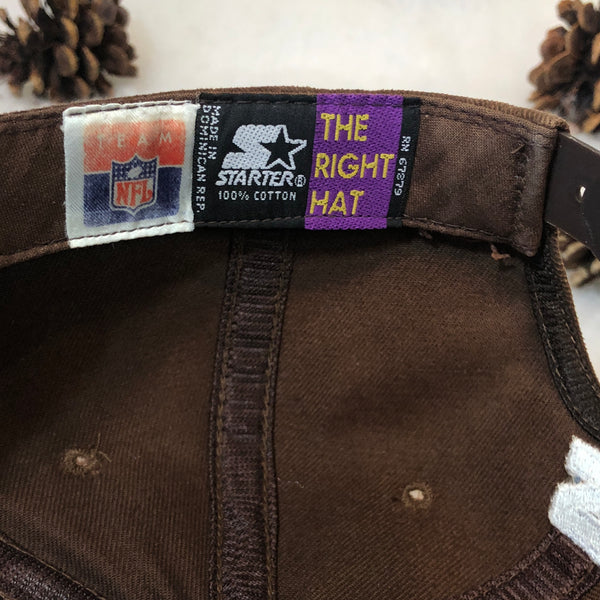 TEAM
NFL
MADE IN
DOMINICAN REP.
STARTER®
100% COTTON
THE
RIGHT
HAT
RN 67879